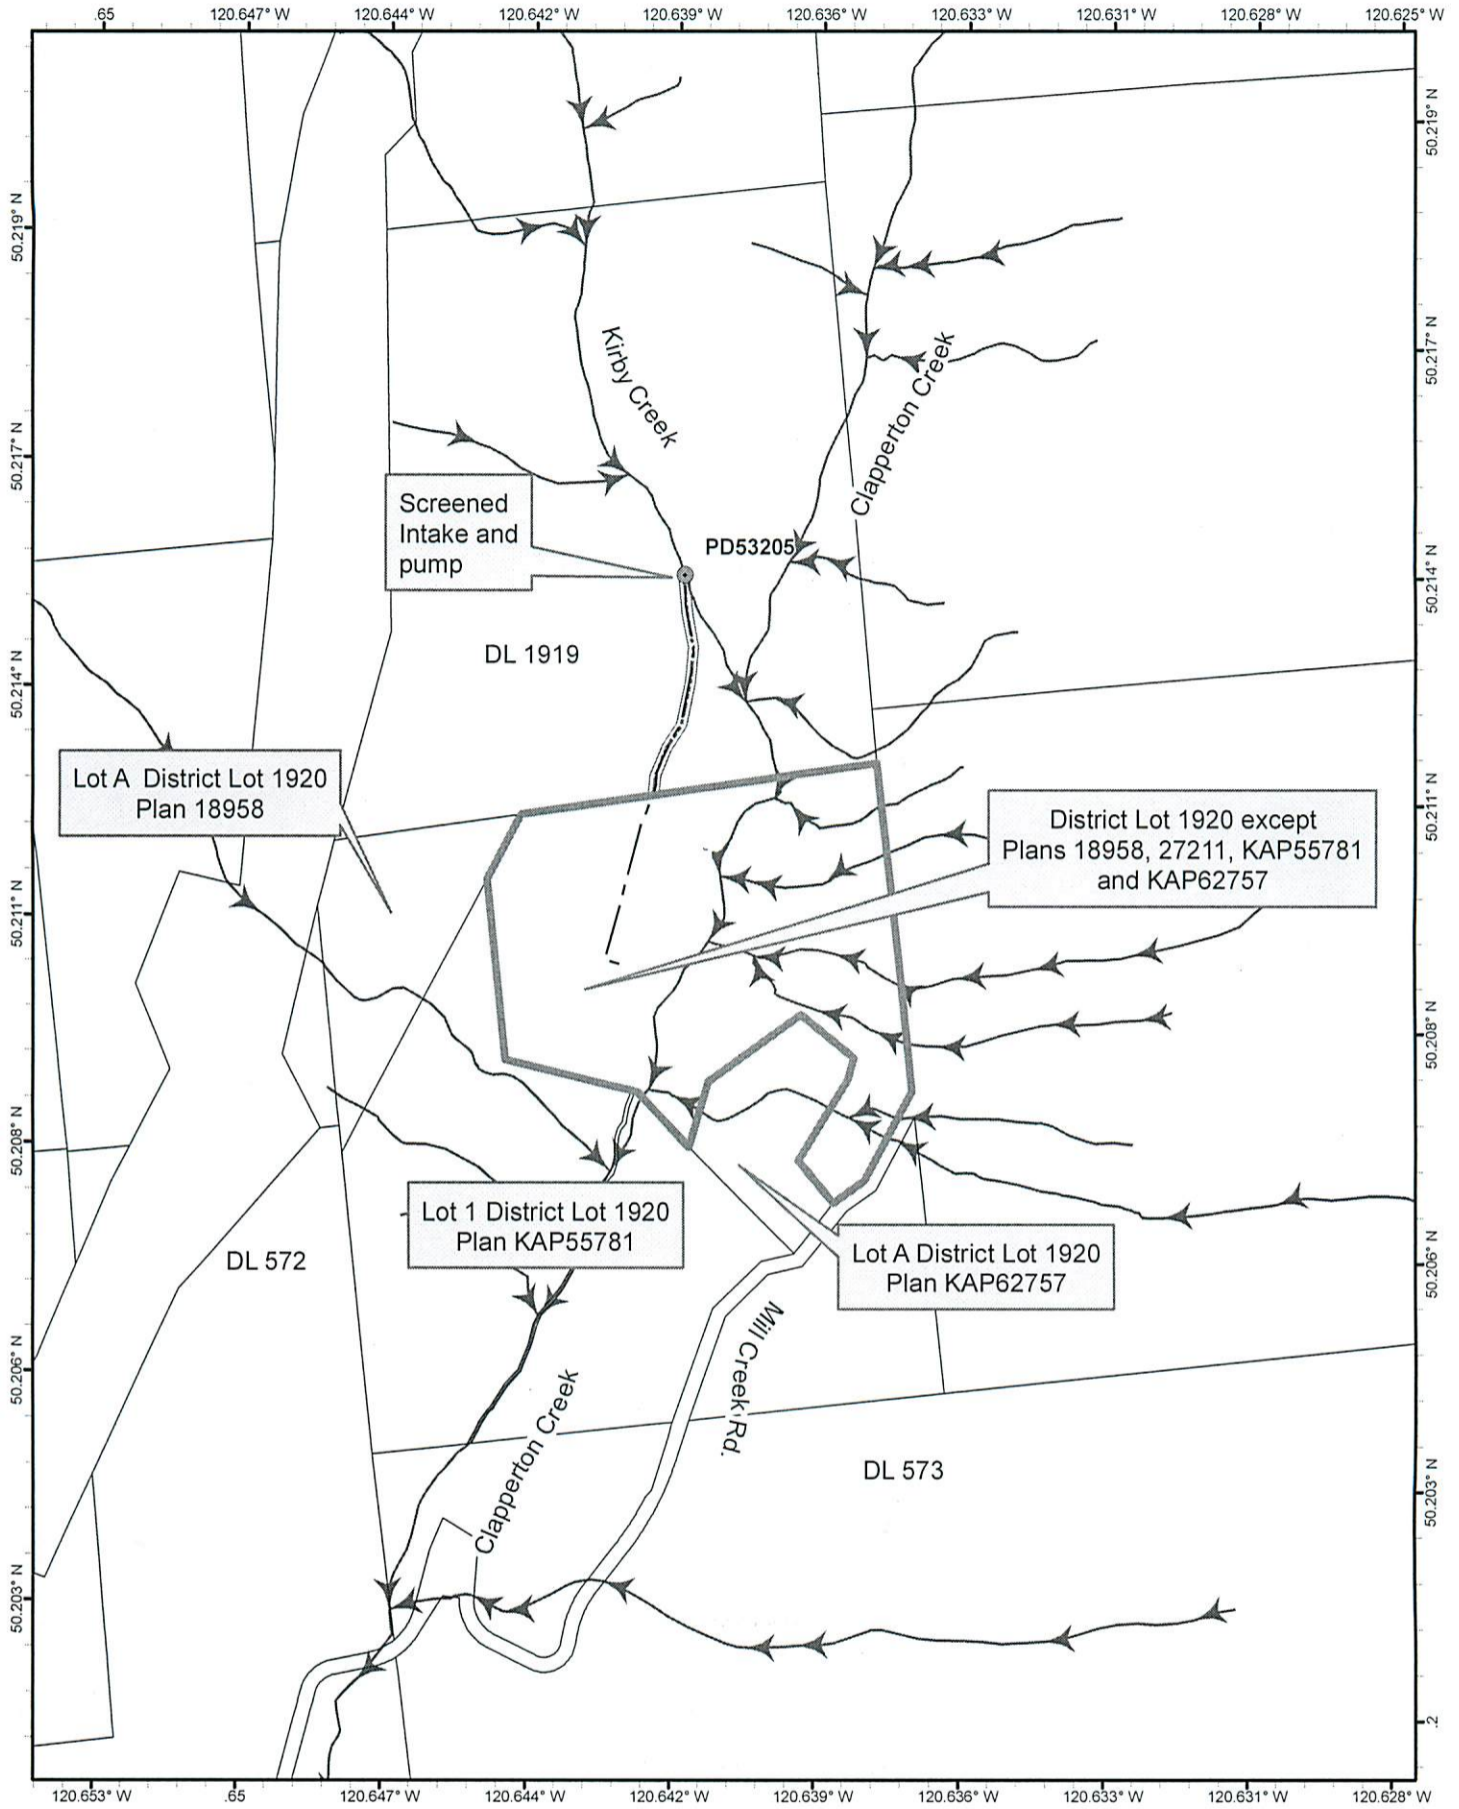 .65
120.647° W
120.644° W
120.642° W
120.639° W
120.636° W
120.633° W
120.631° W
120.628° W
120.625° W
50.219° N
50.219° N
Kirby Creek
50.217° N
Clapperton Creek
50.217° N
Screened
Intake and
pump
PD53205
50.214° N
DL 1919
50.214° N
Lot A District Lot 1920
Plan 18958
50.211° N
District Lot 1920 except
Plans 18958, 27211, KAP55781
and KAP62757
50.211° N
50.208° N
50.208° N
Lot 1 District Lot 1920
Plan KAP55781
Lot A District Lot 1920
Plan KAP62757
DL 572
50.206° N
Mill Creek Rd.
50.206° N
Clapperton Creek
DL 573
50.203° N
50.203° N
.2
120.653° W
.65
120.647° W
120.644° W
120.642° W
120.639° W
120.636° W
120.633° W
120.631° W
120.628° W